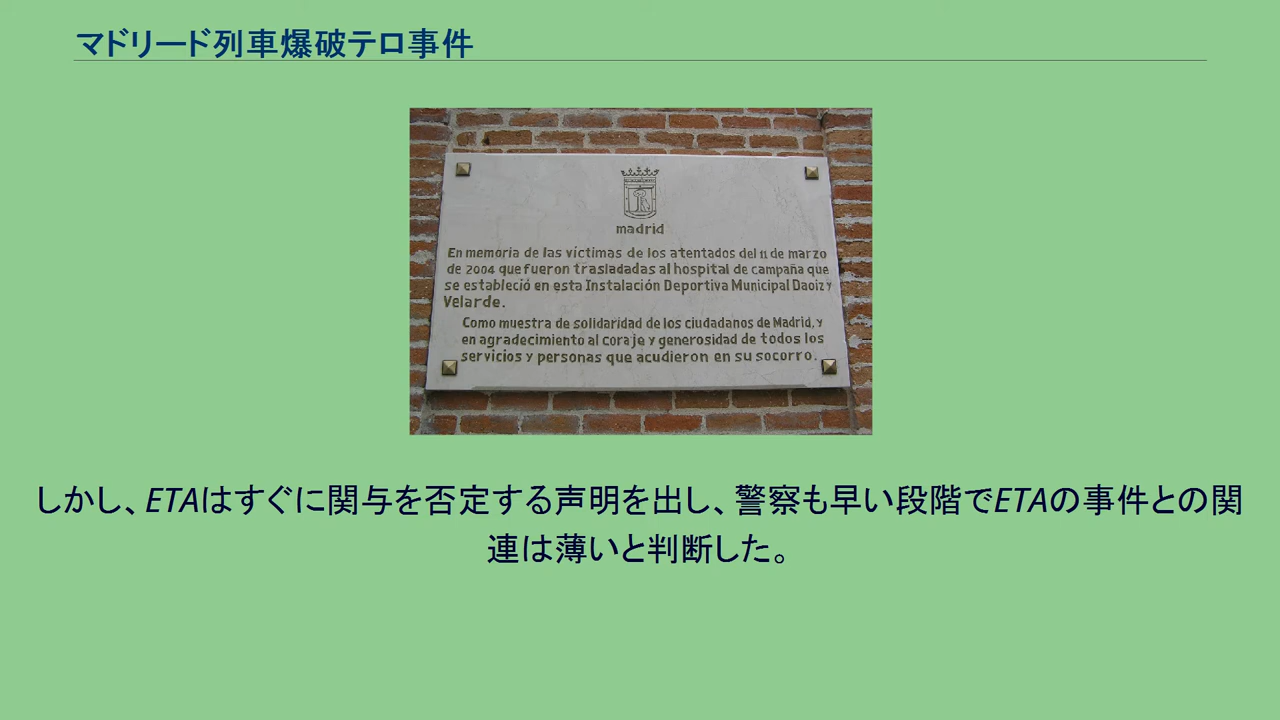 マドリード列車爆破テロ事件
madrid
En memoria de las víctimas de los atentados del 11 de marzo
de 2004 que fueron trasladadas al hospital de campaña que
se estableció en esta Instalación Deportiva Municipal Daoiz y
Velarde.
Como muestra de solidaridad de los ciudadanos de Madrid, y
en agradecimiento al coraje y generosidad de todos los
servicios y personas que acudieron en su socorro.
しかし、ETAはすぐに関与を否定する声明を出し、警察も早い段階でETAの事件との関
連は薄いと判断した。